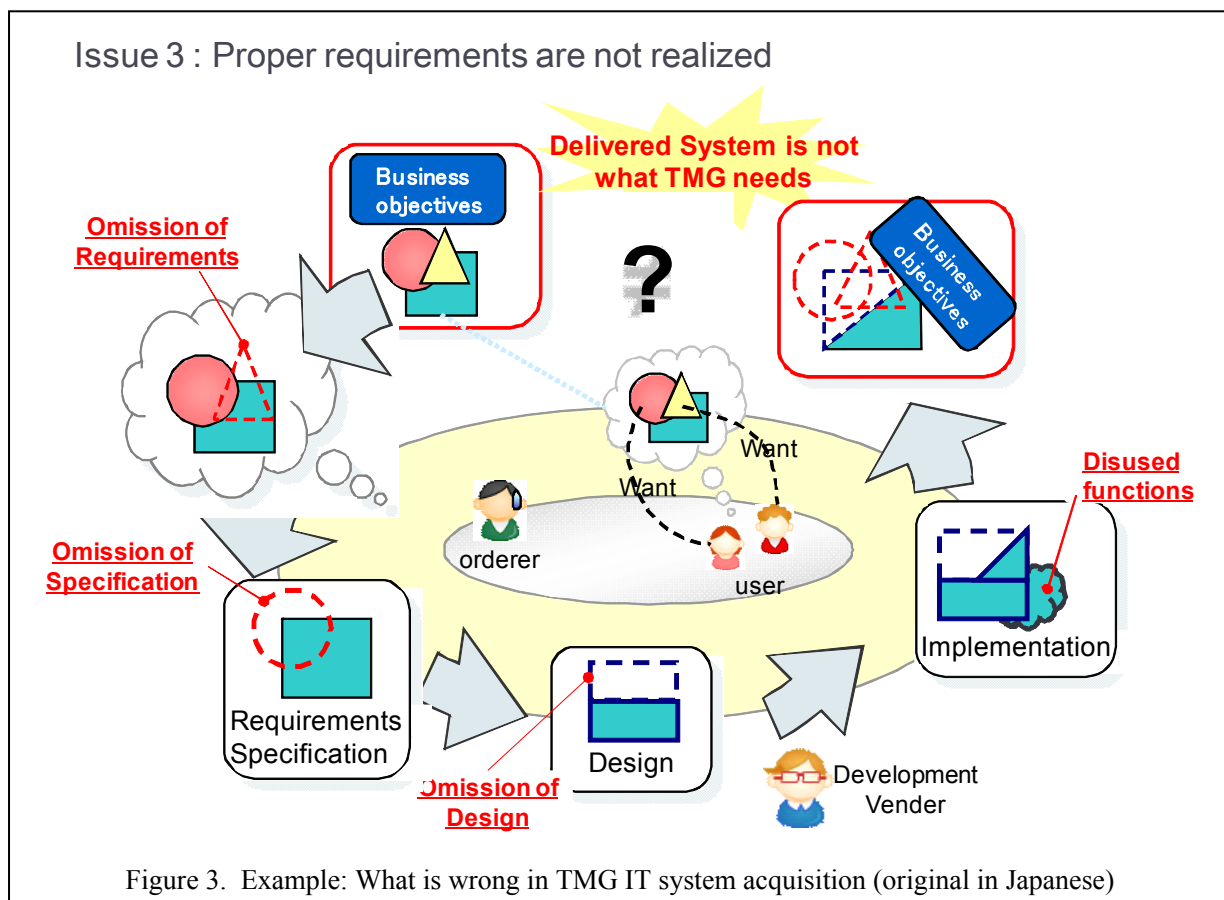 Issue 3 : Proper requirements are not realized
Delivered System is not
what TMG needs
Business
objectives
Omission of
Requirements
?
Business
objectives
Want
Want
Disused
functions
orderer
user
Omission of
Specification
Implementation
Requirements
Specification
Design
Omission of
Design
Development
Vender
Figure 3.  Example: What is wrong in TMG IT system acquisition (original in Japanese)